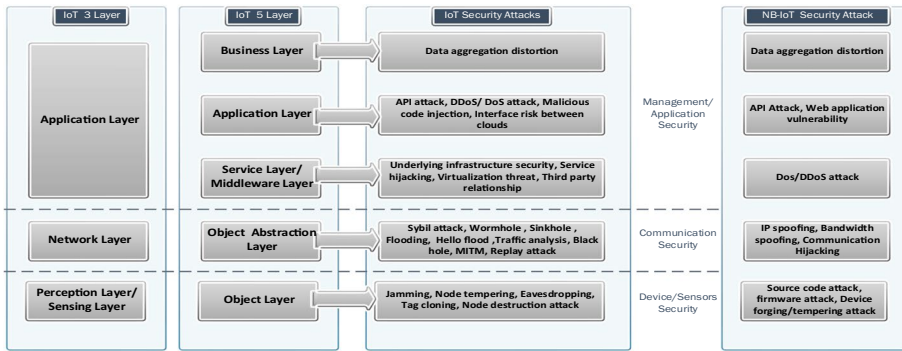 IoT 3 Layer
IoT 5 Layer
IoT Security Attacks
NB-IoT Security Attack
Business Layer
Data aggregation distortion
Data aggregation distortion
Application Layer
Application Layer
API attack, DDoS/ DoS attack, Malicious
code injection, Interface risk between
clouds
Management/
Application
Security
API Attack, Web application
vulnerability
Service Layer/
Middleware Layer
Underlying infrastructure security, Service
hijacking, Virtualization threat, Third party
relationship
Dos/DDoS attack
Network Layer
Object Abstraction
Layer
Sybil attack, Wormhole , Sinkhole ,
Flooding, Hello flood ,Traffic analysis, Black
hole, MITM, Replay attack
Communication
Security
IP spoofing, Bandwidth
spoofing, Communication
Hijacking
Perception Layer/
Sensing Layer
Object Layer
Jamming, Node tempering, Eavesdropping,
Tag cloning, Node destruction attack
Device/Sensors
Security
Source code attack,
firmware attack, Device
forging/tempering attack